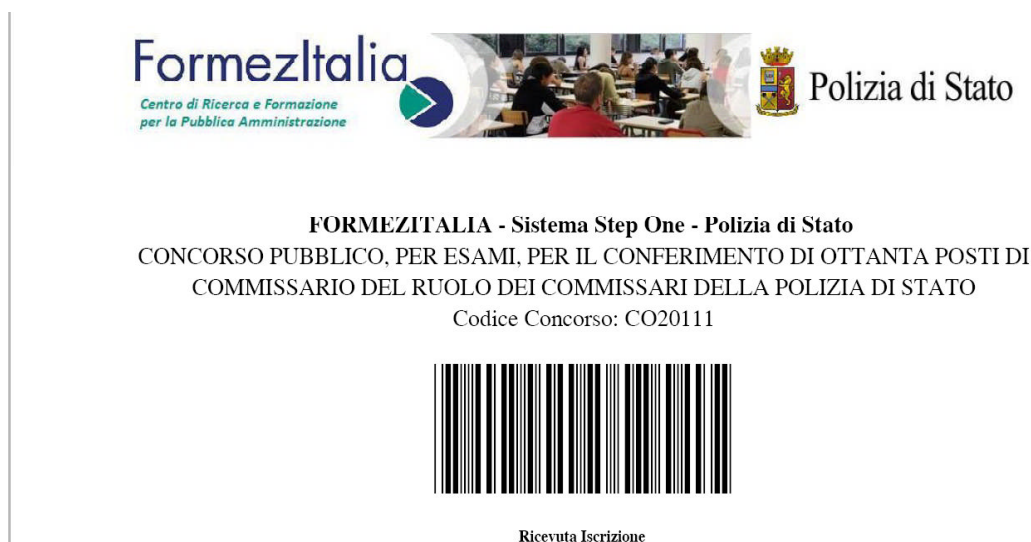 FormezItalia
Centro di Ricerca e Formazione
per la Pubblica Amministrazione
Polizia di Stato
FORMEZITALIA - Sistema Step One - Polizia di Stato
CONCORSO PUBBLICO, PER ESAMI, PER IL CONFERIMENTO DI OTTANTA POSTI DI
COMMISSARIO DEL RUOLO DEI COMMISSARI DELLA POLIZIA DI STATO
Codice Concorso: CO20111
Ricevuta Iscrizione